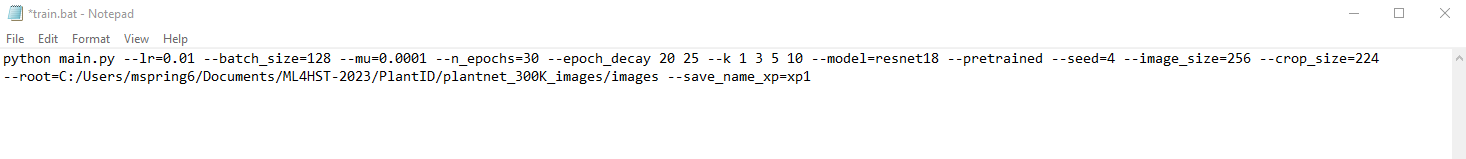 *train.bat - Notepad
File Edit Format View Help
python main.py --lr=0.01 --batch_size=128 --mu=0.0001 --n_epochs=30 --epoch_decay 20 25 --k 1 3 5 10 --model=resnet18 --pretrained --seed=4 --image_size=256 --crop_size=224
--root=C:/Users/mspring6/Documents/ML4HST-2023/PlantID/plantnet_300K_images/images --save_name_xp=xp1